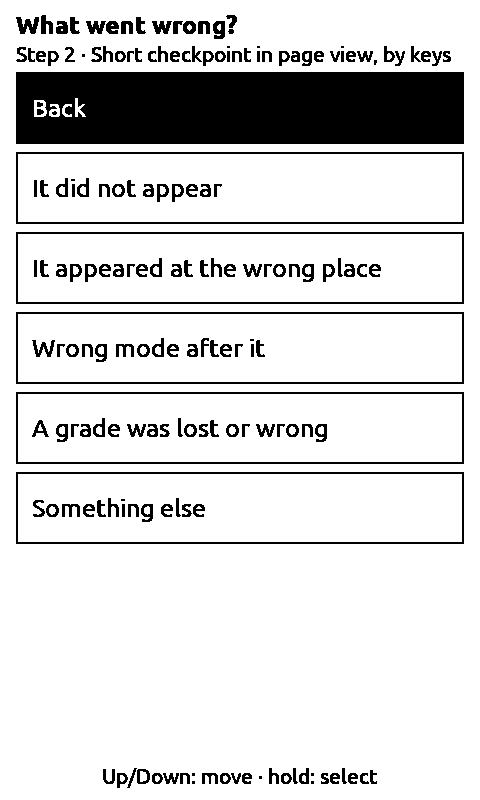 What went wrong?
Step 2 · Short checkpoint in page view, by keys
Back
It did not appear
It appeared at the wrong place
Wrong mode after it
A grade was lost or wrong
Something else
Up/Down: move · hold: select